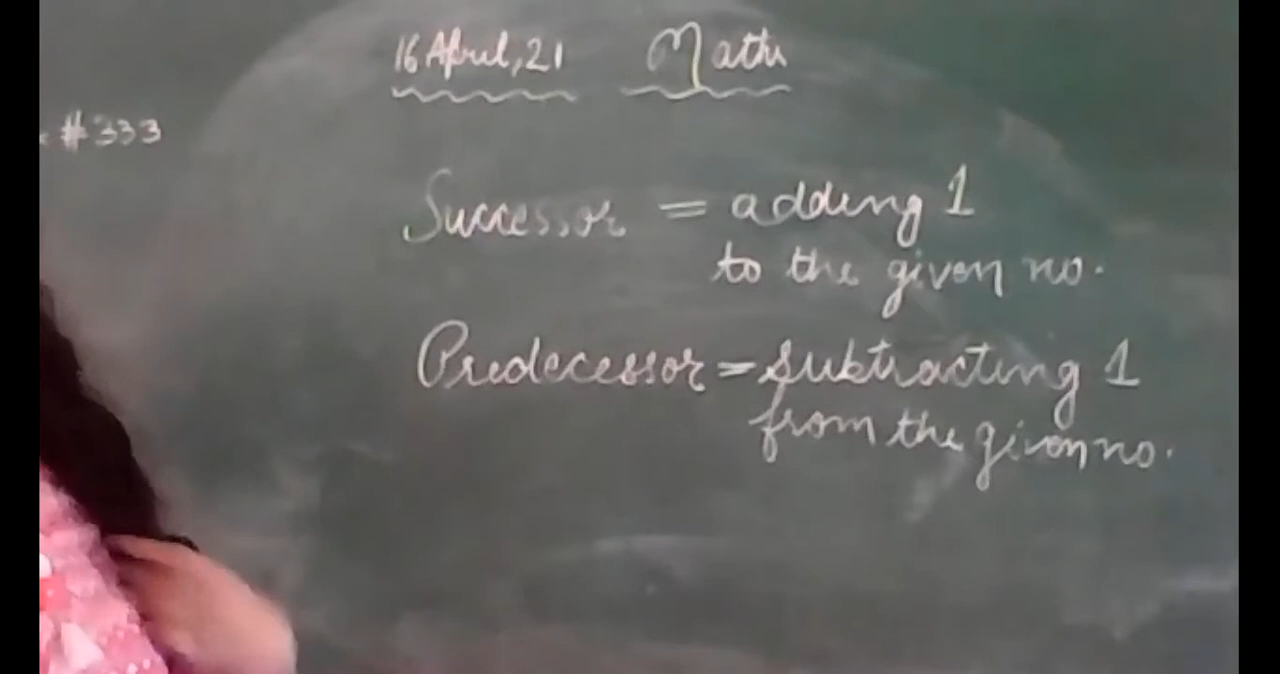 16 April, 21 Maths
#333
Successor = adding 1
to the given no.
Predecessor = Subtracting 1
from the given no.